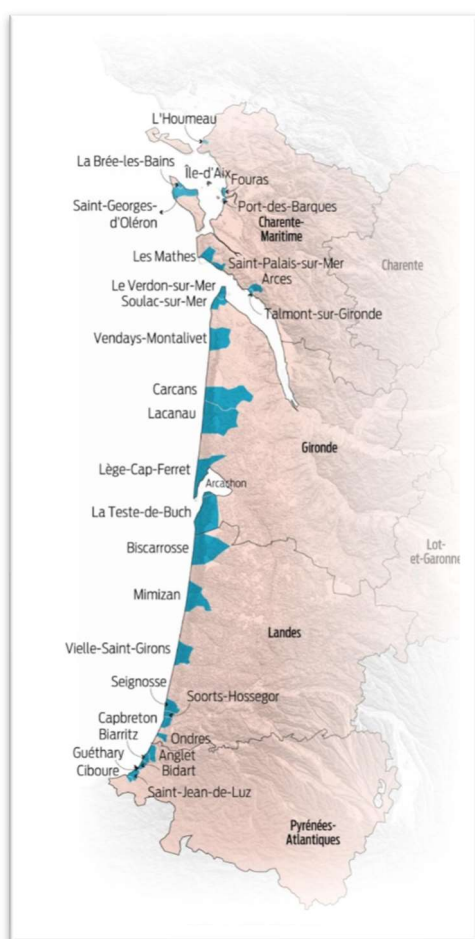 L'Houmeau
La Brée-les-Bains
Île-d'Aix
Fouras
Saint-Georges-
d'Oléron
Port-des-Barques
Charente-
Maritime
Les Mathes
Saint-Palais-sur-Mer
Charente
Arces
Le Verdon-sur-Mer
Soulac-sur-Mer
Talmont-sur-Gironde
Vendays-Montalivet
Carcans
Lacanau
Gironde
Lège-Cap-Ferret
Arcashon
La Teste-de-Buch
Biscarrosse
Lot-
et-Garonne
Mimizan
Landes
Vielle-Saint-Girons
Seignosse
Soorts-Hossegor
Capbreton
Biarritz
Ondres
Guéthary
Anglet
Ciboure
Bidart
Saint-Jean-de-Luz
Pyrénées-
Atlantiques